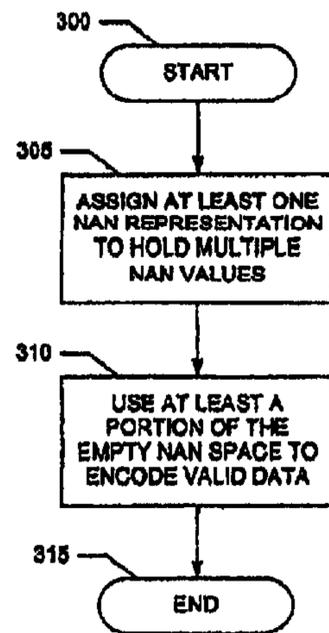 300
START
305
ASSIGN AT LEAST ONE
NAN REPRESENTATION
TO HOLD MULTIPLE
NAN VALUES
310
USE AT LEAST A
PORTION OF THE
EMPTY NAN SPACE TO
ENCODE VALID DATA
315
END